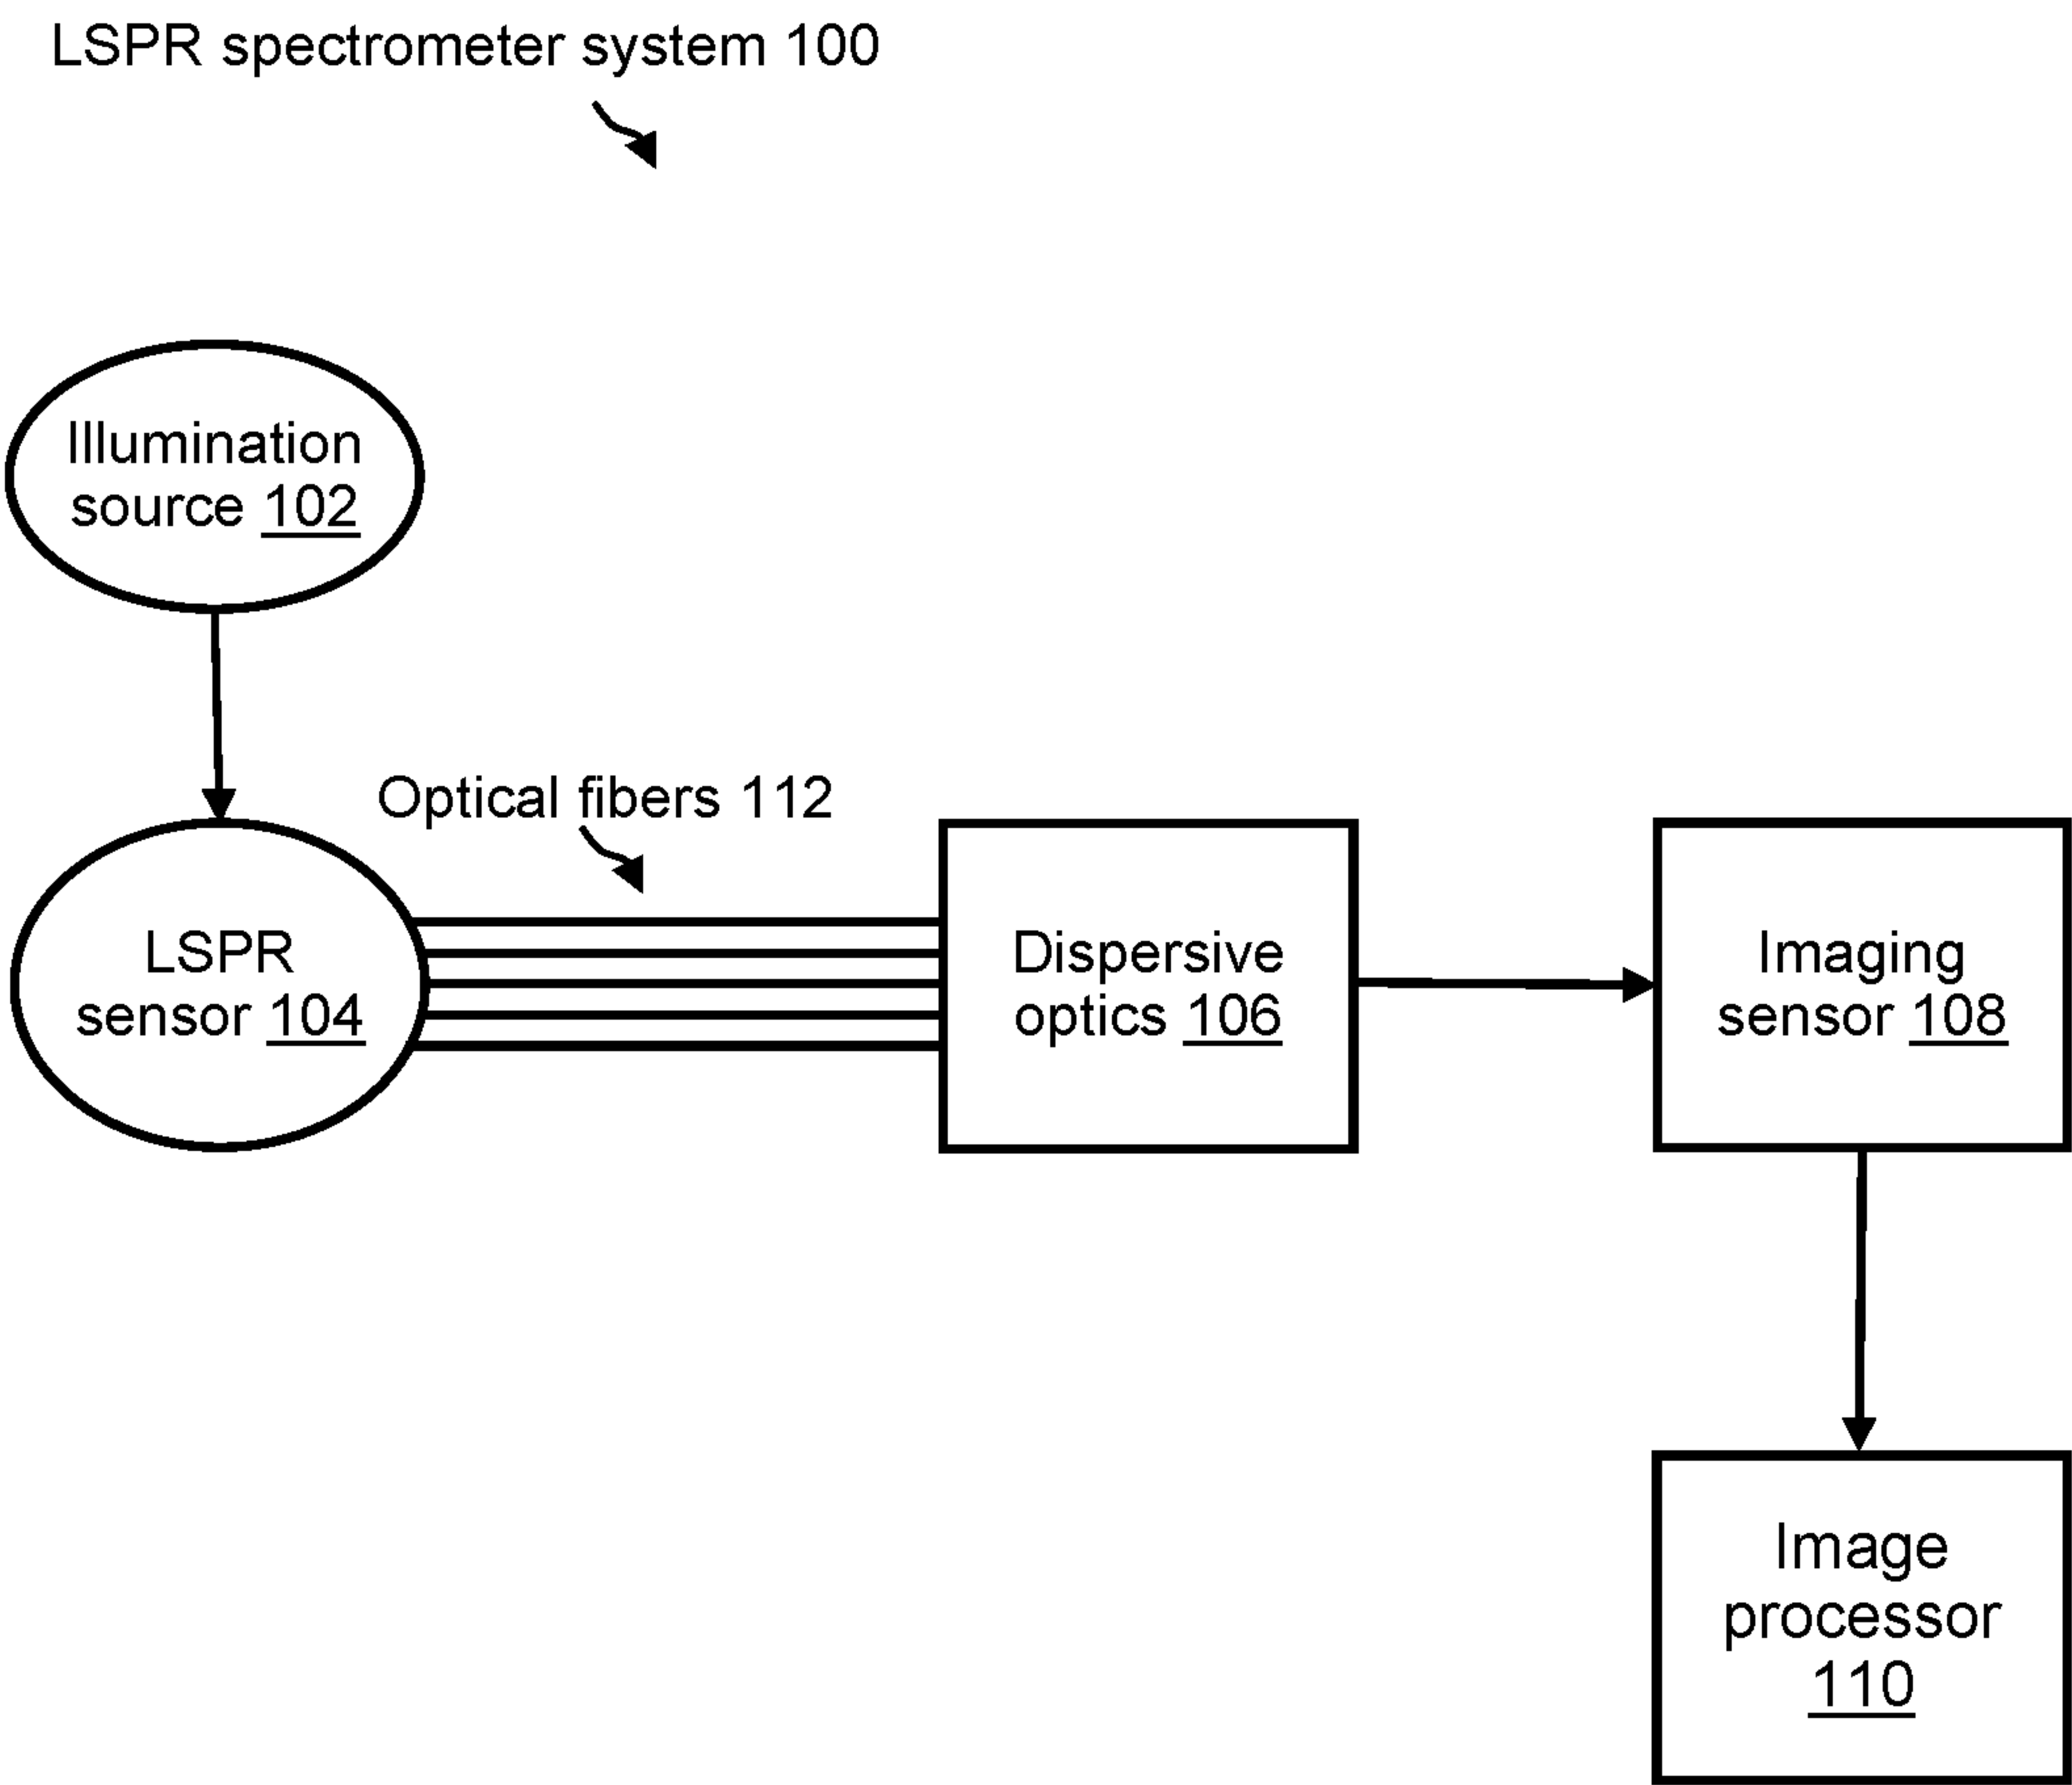 LSPR spectrometer system 100
Illumination
source 102
Optical fibers 112
LSPR
sensor 104
Dispersive
optics 106
Imaging
sensor 108
Image
processor
110